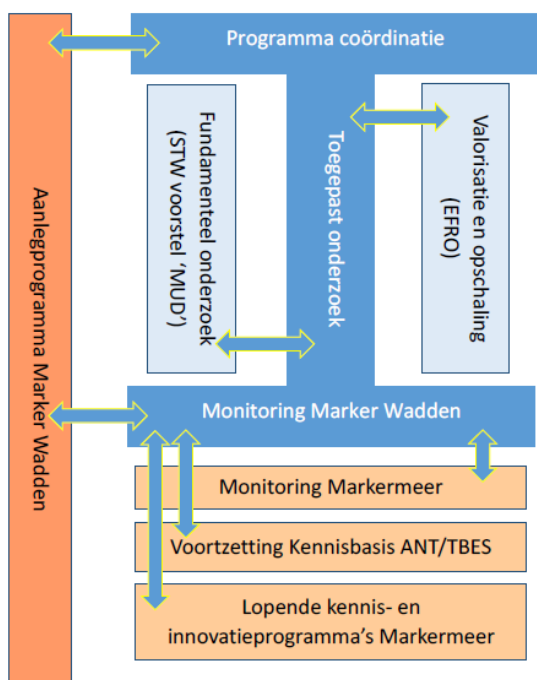 Programma coördinatie
Aanlegprogramma Marker Wadden
Fundamenteel onderzoek
(STW voorstel ‘MUD’)
Toegepast onderzoek
Valorisatie en opschaling
(EFRO)
Monitoring Marker Wadden
Monitoring Markermeer
Voortzetting Kennisbasis ANT/TBES
Lopende kennis- en
innovatieprogramma’s Markermeer